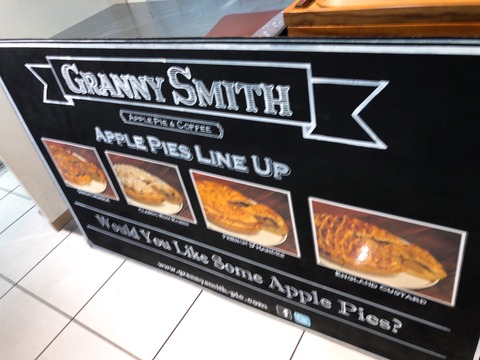 GRANNY SMITH
APPLE PIE & COFFEE
APPLE PIES LINE UP
ENGLAND CUSTARD
Would You Like Some Apple Pies?
www.grannysmith-pie.com